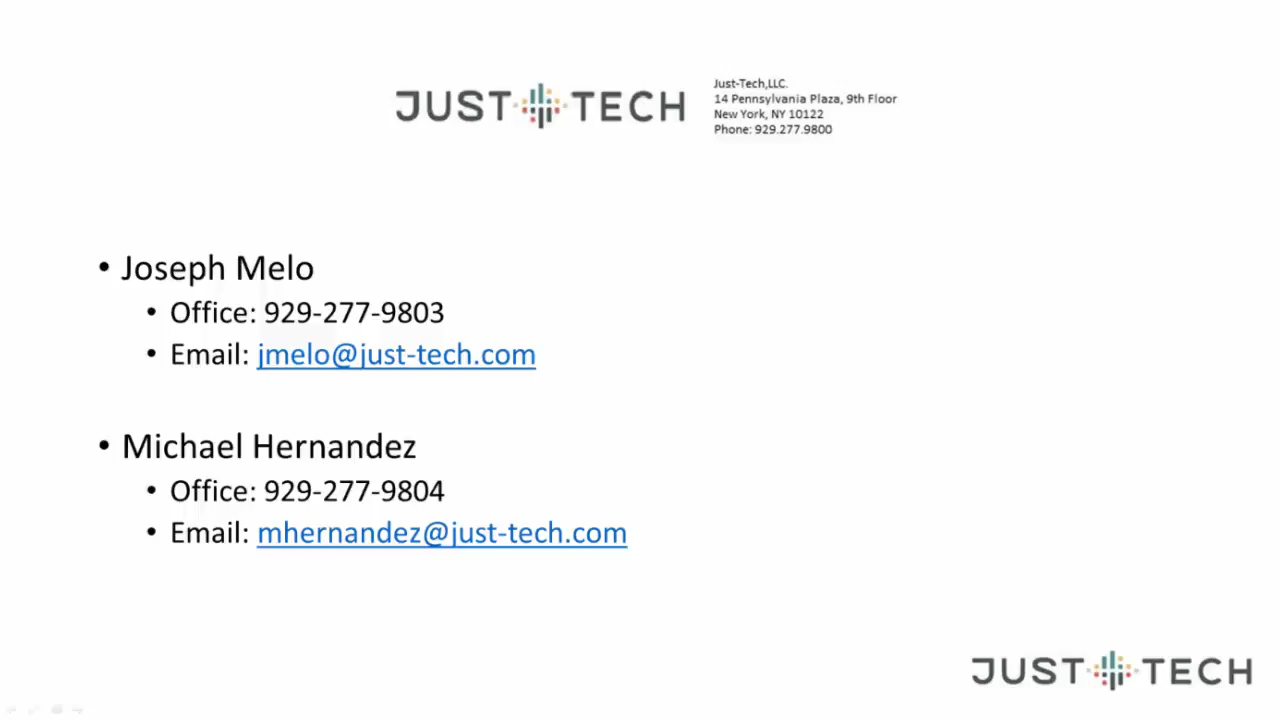 JUST TECH
Just-Tech,LLC.
14 Pennsylvania Plaza, 9th Floor
New York, NY 10122
Phone: 929.277.9800
• Joseph Melo
• Office: 929-277-9803
• Email: jmelo@just-tech.com
• Michael Hernandez
• Office: 929-277-9804
• Email: mhernandez@just-tech.com
JUST TECH